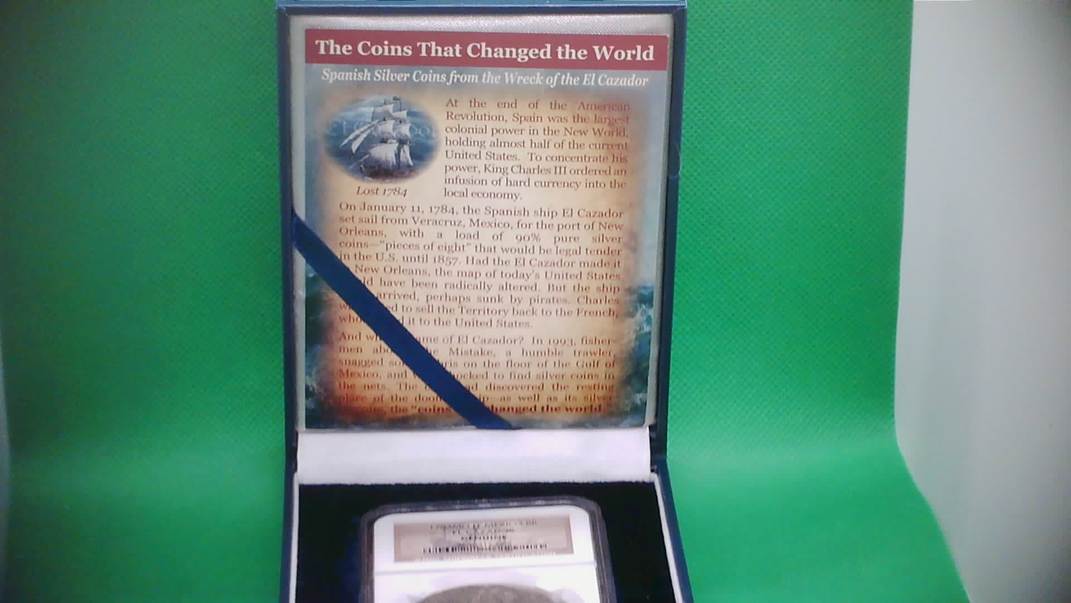 The Coins That Changed the World
Spanish Silver Coins from the Wreck of the El Cazador
At the end of the American
Revolution, Spain was the largest
colonial power in the New World,
holding almost half of the current
United States. To concentrate his
power, King Charles III ordered an
infusion of hard currency into the
local economy.
Lost 1784
On January 11, 1784, the Spanish ship El Cazador
set sail from Veracruz, Mexico, for the port of New
Orleans, with a load of 90% pure silver
coins—"pieces of eight" that would be legal tender
in the U.S. until 1857. Had the El Cazador made it
New Orleans, the map of today's United States
have been radically altered. But the ship
arrived, perhaps sunk by pirates. Charles
to sell the Territory back to the French,
it to the United States.
And of El Cazador? In 1993, fisher-
men Mistake, a humble trawler,
snagged on the floor of the Gulf of
Mexico, and to find silver coins in
the nets. The discovered the resting
place of the as well as its silver
the "coins changed the world."
EL CAZADOR
GENUINE